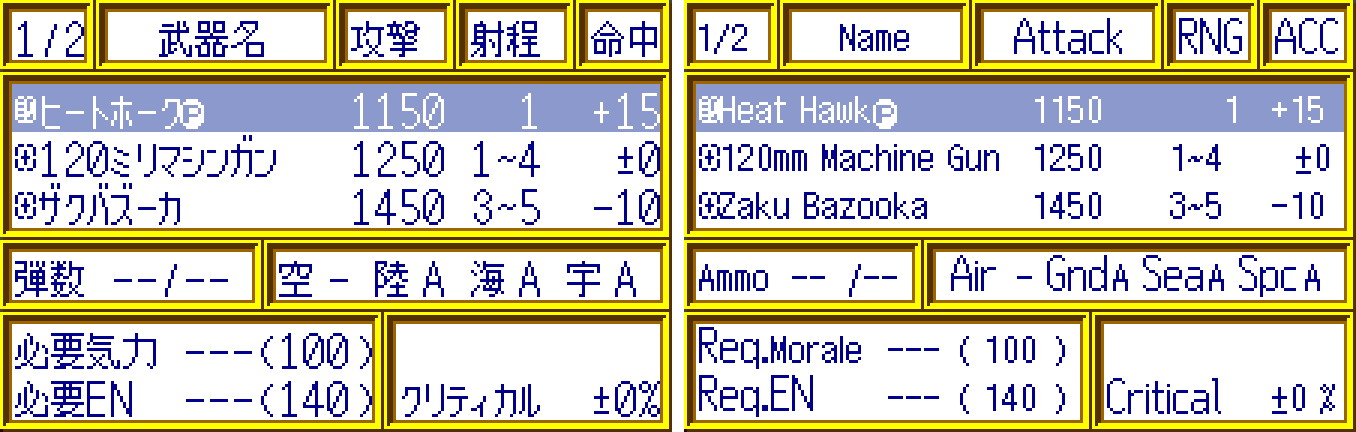 1/2 武器名 攻撃 射程 命中
ヒートホークⓅ 1150 1 +15
120ミリマシンガン 1250 1~4 ±0
ザクバズーカ 1450 3~5 -10
弾数 --/-- 空 - 陸 A 海 A 宇 A
必要気力 ---(100)
必要EN ---(140) クリティカル ±0%
1/2 Name Attack RNG ACC
Heat HawkⓅ 1150 1 +15
120mm Machine Gun 1250 1~4 ±0
Zaku Bazooka 1450 3~5 -10
Ammo -- /-- Air - GndA SeaA SpcA
Req.Morale --- ( 100 )
Req.EN --- ( 140 ) Critical ±0 %